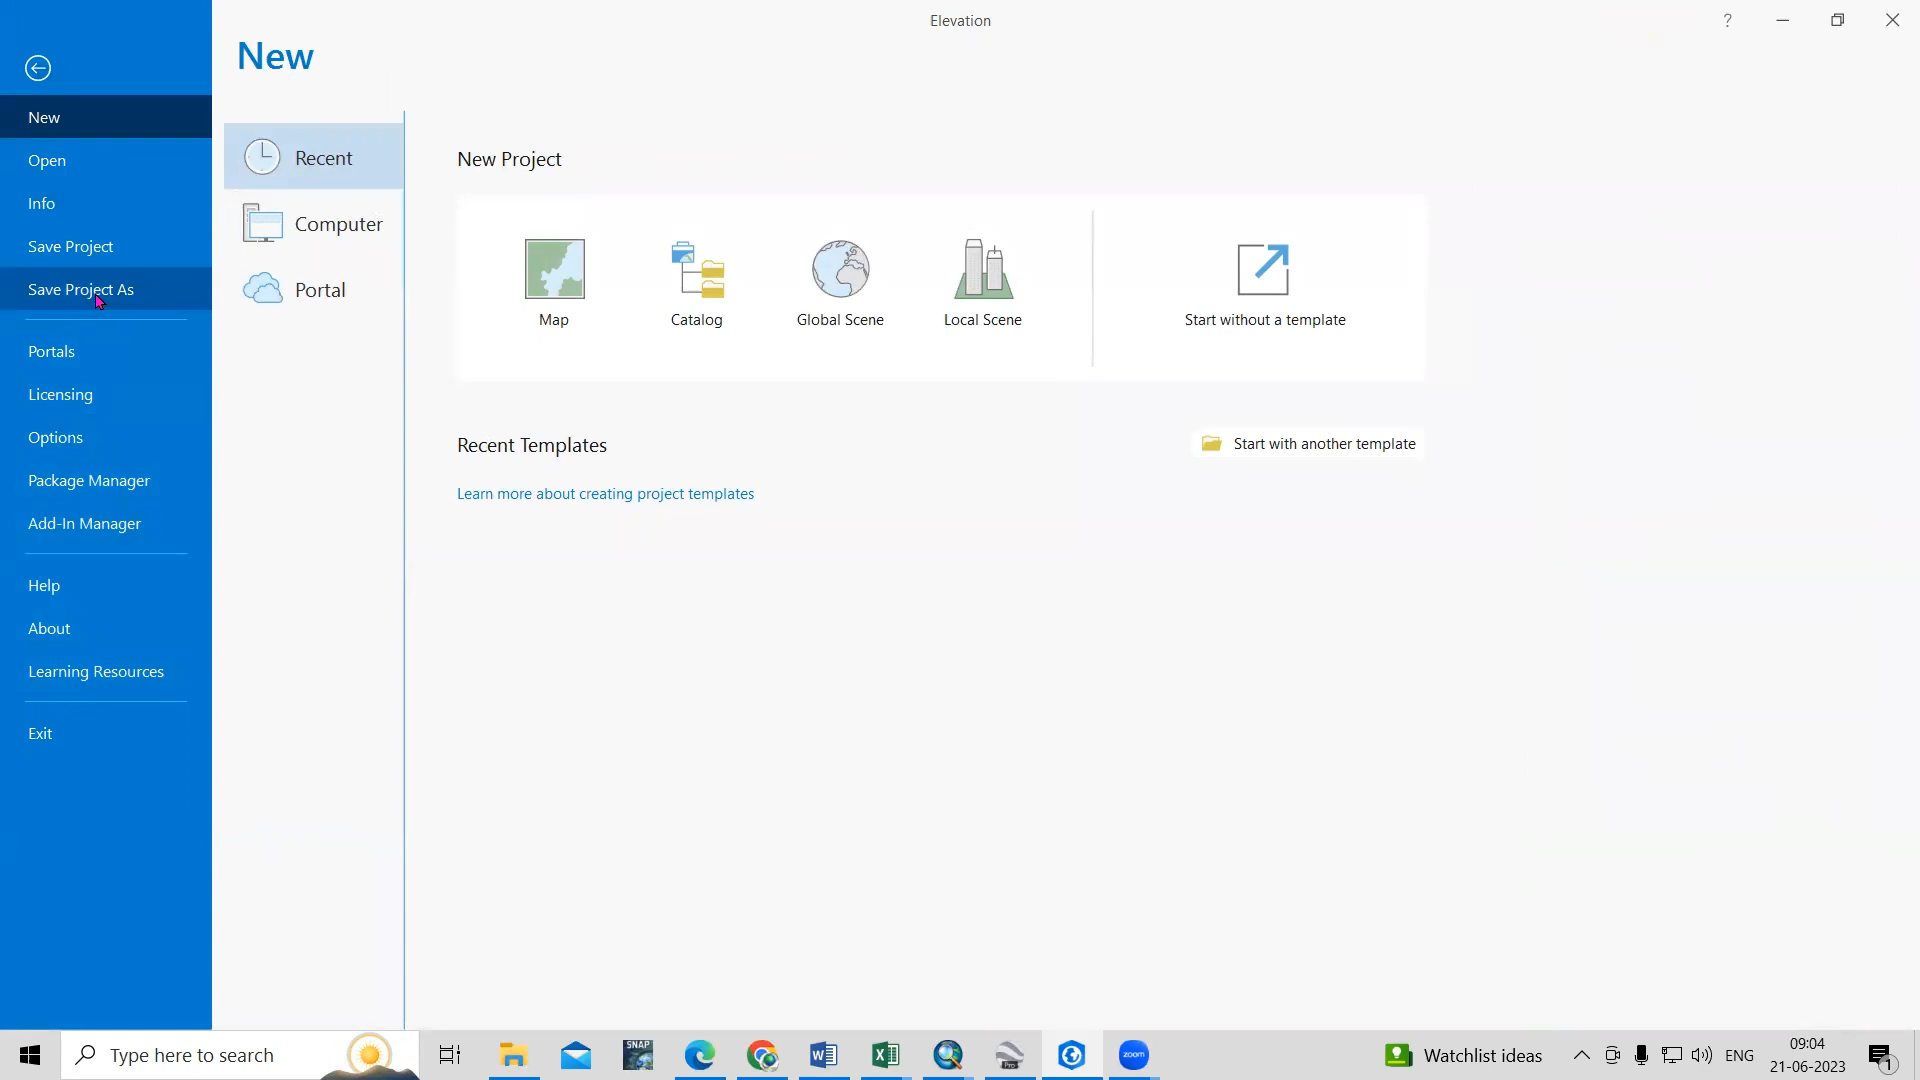 Elevation
?
New
New
Open
Info
Save Project
Save Project As
Portals
Licensing
Options
Package Manager
Add-In Manager
Help
About
Learning Resources
Exit
Recent
Computer
Portal
New Project
Map
Catalog
Global Scene
Local Scene
Start without a template
Recent Templates
Start with another template
Learn more about creating project templates
Type here to search
SNAP
Pro
zoom
Watchlist ideas
ENG
09:04
21-06-2023
1